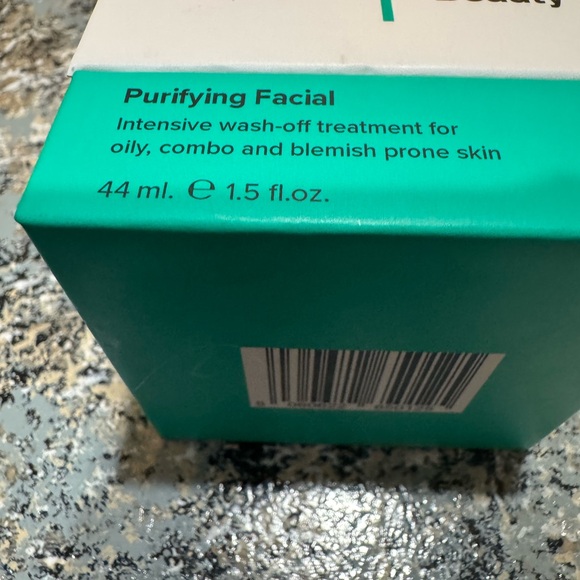 Beauty
Purifying Facial
Intensive wash-off treatment for
oily, combo and blemish prone skin
44 ml. ℮ 1.5 fl.oz.